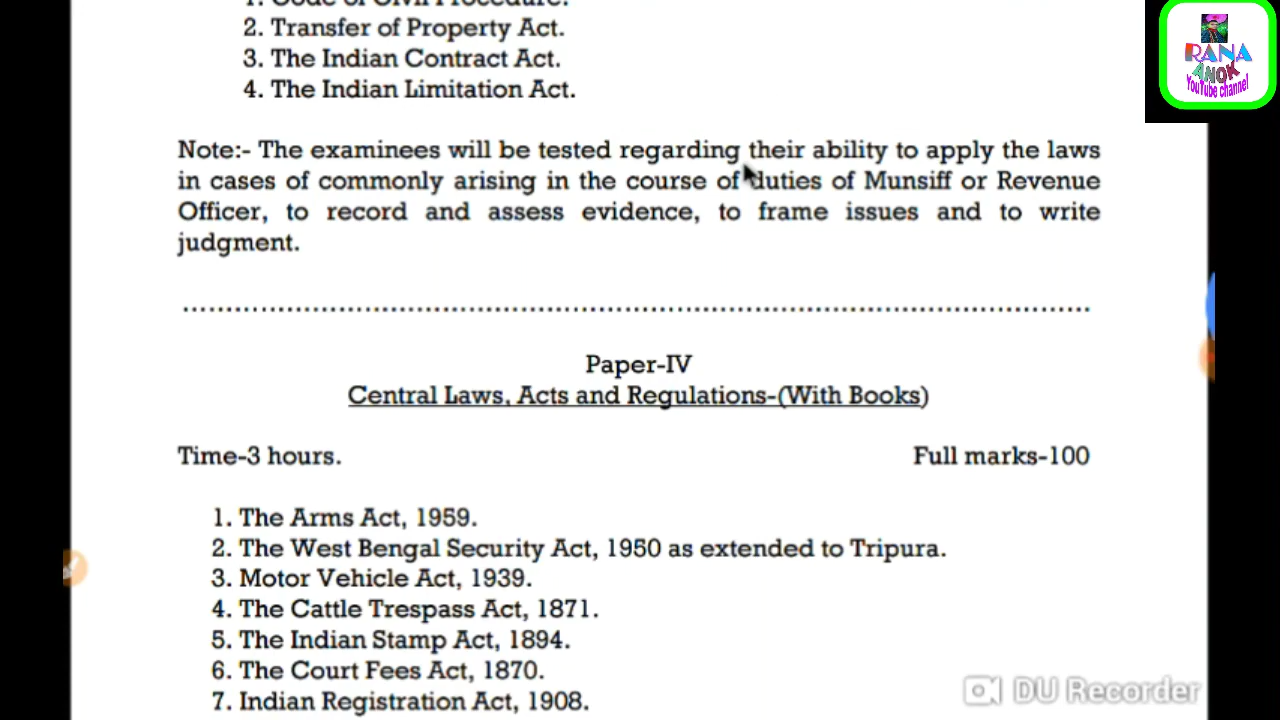 1. Code of Civil Procedure.
2. Transfer of Property Act.
3. The Indian Contract Act.
4. The Indian Limitation Act.
RANA
ANOK
YouTube channel
Note:- The examinees will be tested regarding their ability to apply the laws
in cases of commonly arising in the course of duties of Munsiff or Revenue
Officer, to record and assess evidence, to frame issues and to write
judgment.
Paper-IV
Central Laws, Acts and Regulations-(With Books)
Time-3 hours. Full marks-100
1. The Arms Act, 1959.
2. The West Bengal Security Act, 1950 as extended to Tripura.
3. Motor Vehicle Act, 1939.
4. The Cattle Trespass Act, 1871.
5. The Indian Stamp Act, 1894.
6. The Court Fees Act, 1870.
7. Indian Registration Act, 1908.
DU Recorder